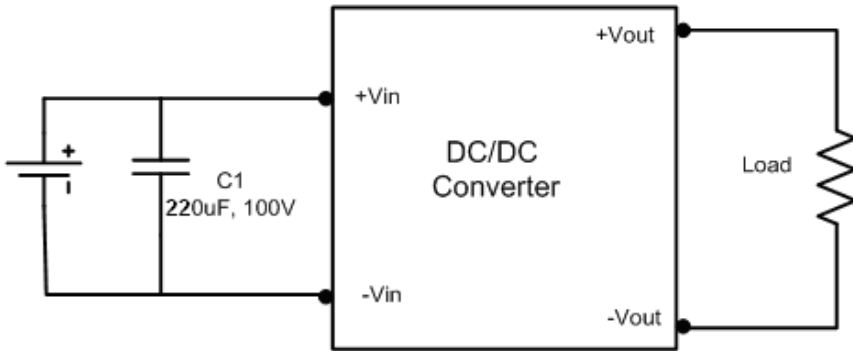 +Vout
+Vin
+
-
C1
220uF, 100V
DC/DC
Converter
Load
-Vin
-Vout